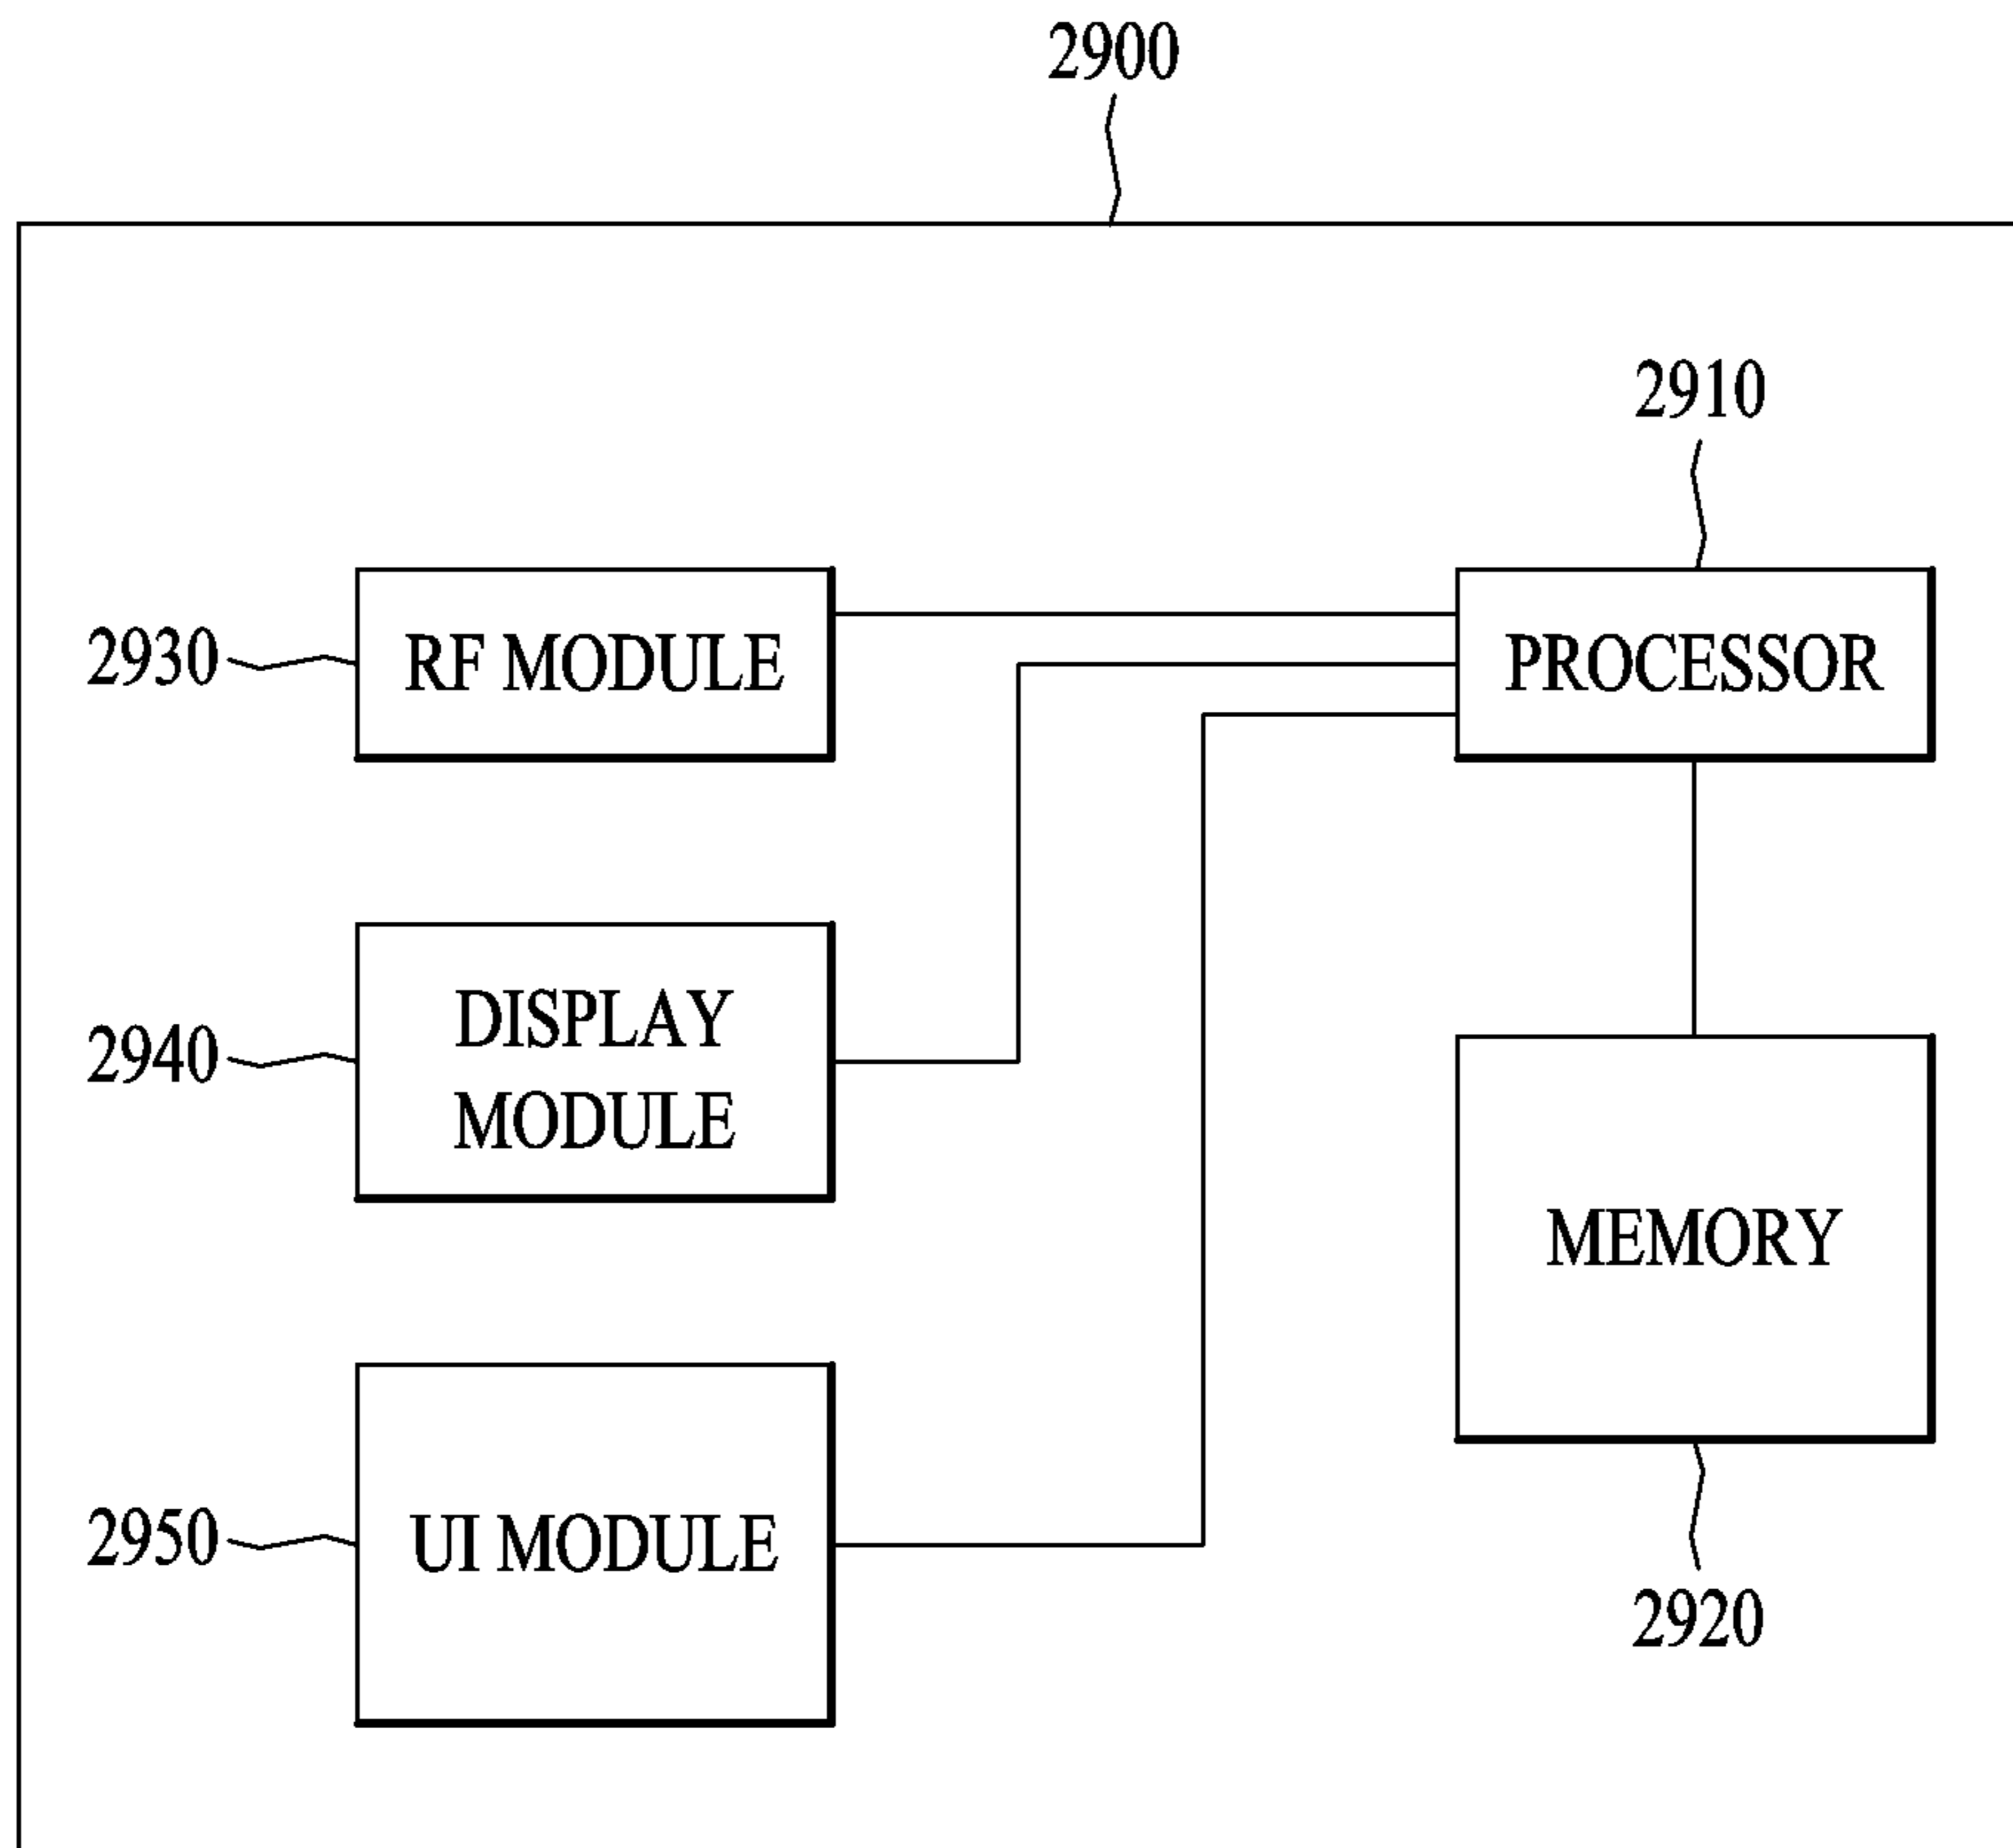 2900
2910
2930
RF MODULE
PROCESSOR
2940
DISPLAY
MODULE
MEMORY
2950
UI MODULE
2920